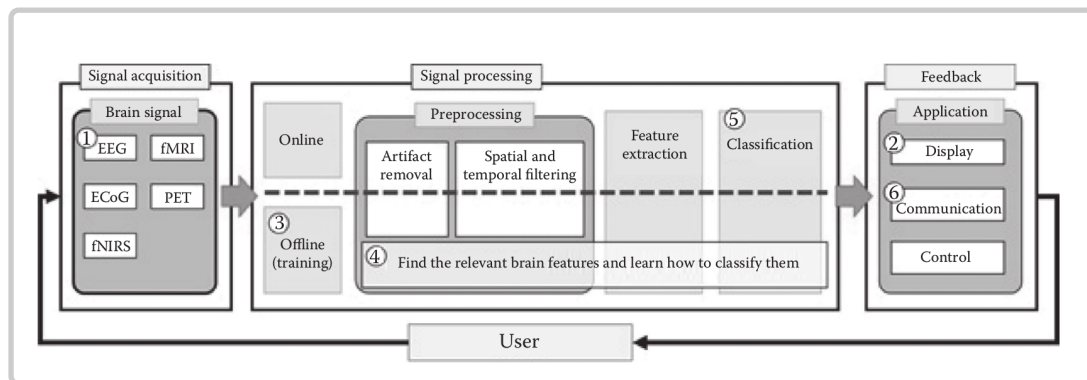 Signal acquisition
Brain signal
1
EEG
fMRI
ECoG
PET
fNIRS
Signal processing
Online
3
Offline
(training)
Preprocessing
Artifact
removal
Spatial and
temporal filtering
Feature
extraction
5
Classification
4
Find the relevant brain features and learn how to classify them
Feedback
Application
2
Display
6
Communication
Control
User